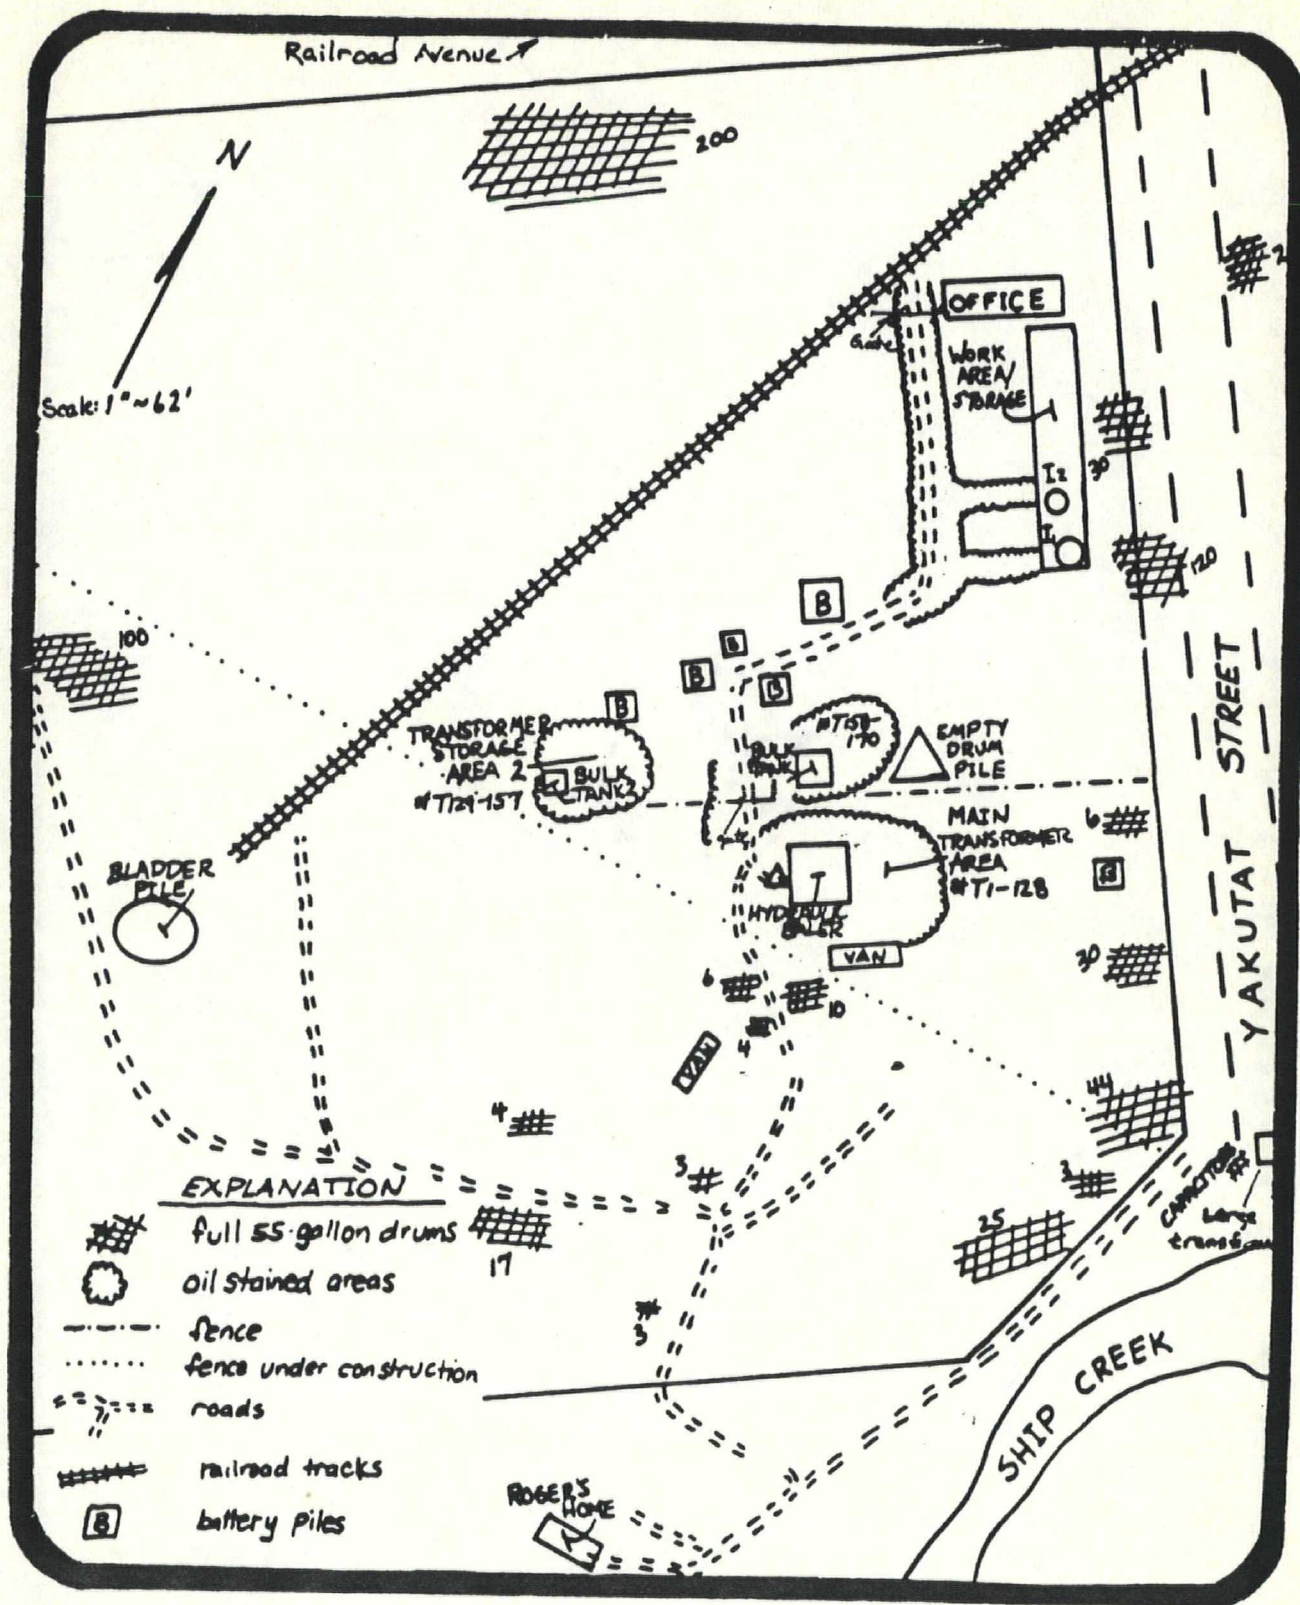 Railroad Avenue
200
N
Scale: 1"~62'
2
OFFICE
Gate
WORK
AREA/
STORAGE
30
I2
I
120
B
B
B
B
B
100
TRANSFORMER
STORAGE
AREA 2
#T129-157
BULK
TANK
#T158-
170
BULK
TANK
EMPTY
DRUM
PILE
MAIN
TRANSFORMER
AREA
#T1-128
HYDRAULIC
BALER
VAN
6
B
30
BLADDER
PILE
6
10
4
VAN
44
4
3
3
25
17
3
YAKUTAT STREET
CAPACITORS
Large
SHIP CREEK
ROGER'S
HOME
EXPLANATION
full 55-gallon drums
oil stained areas
fence
fence under construction
roads
railroad tracks
B battery piles